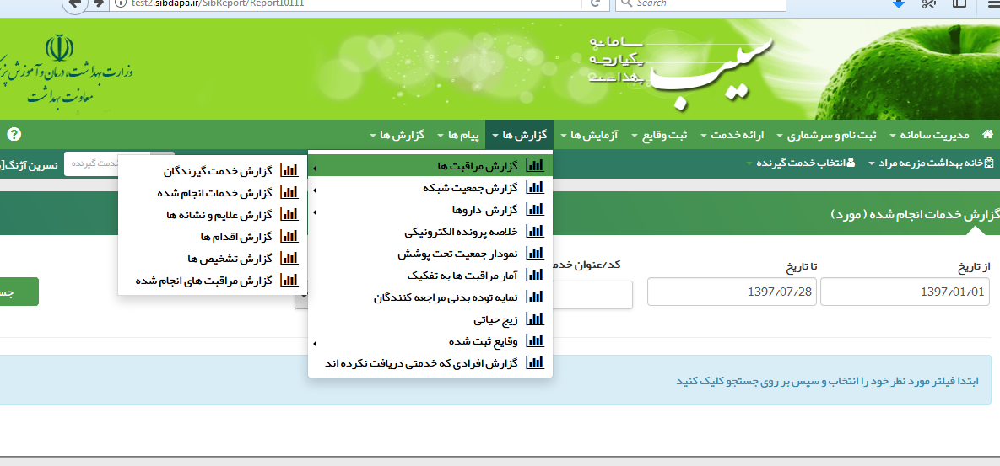 test2.sibdapa.ir/SibReport/Report10111
Search
وزارت بهداشت، درمان و آموزش پز
معاونت بهداشت
سیب
سامانه
یکپارچه
بهداشت
مدیریت سامانه
ثبت نام و سرشماری
ارائه خدمت
ثبت وقایع
آزمایش ها
گزارش ها
پیام ها
گزارش ها
?
خانه بهداشت مزرعه مراد
انتخاب خدمت گیرنده
خدمت گیرنده
نسرین آژنگ
گزارش خدمات انجام شده ( مورد)
گزارش مراقبت ها
گزارش جمعیت شبکه
گزارش داروها
خلاصه پرونده الکترونیکی
نمودار جمعیت تحت پوشش
آمار مراقبت ها به تفکیک
نمایه توده بدنی مراجعه کنندگان
زیج حیاتی
وقایع ثبت شده
گزارش افرادی که خدمتی دریافت نکرده اند
گزارش خدمت گیرندگان
گزارش خدمات انجام شده
گزارش علایم و نشانه ها
گزارش اقدام ها
گزارش تشخیص ها
گزارش مراقبت های انجام شده
از تاریخ
تا تاریخ
کد/عنوان خدم
1397/01/01
1397/07/28
جس
ابتدا فیلتر مورد نظر خود را انتخاب و سپس بر روی جستجو کلیک کنید